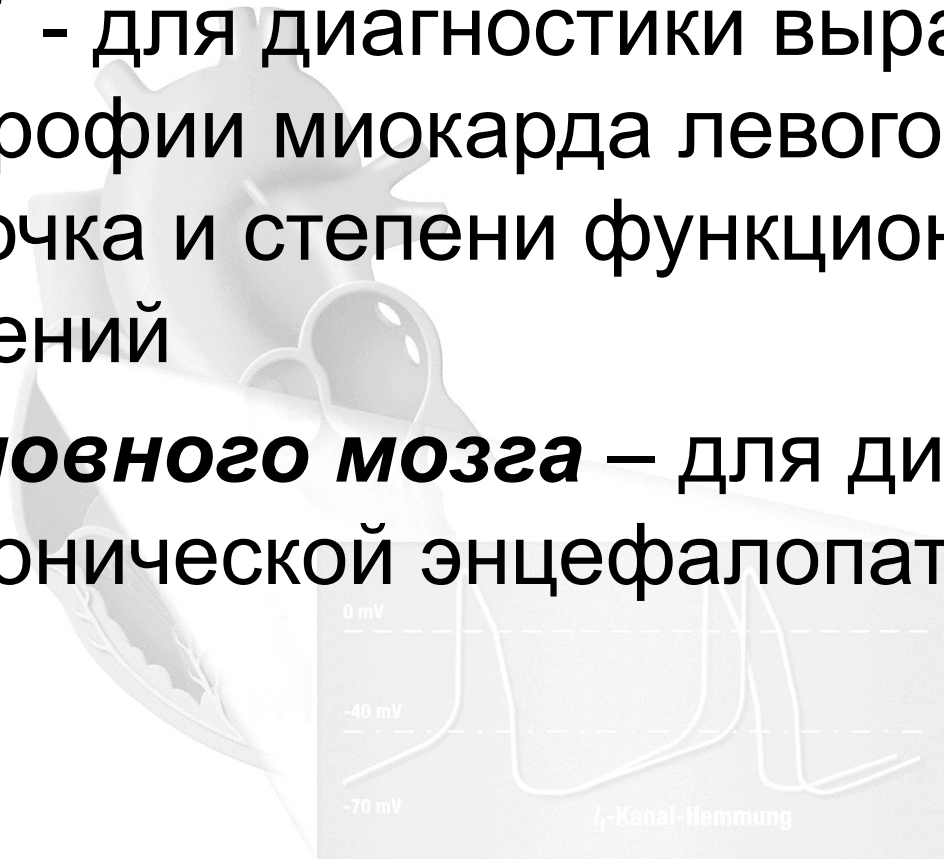 - для диагностики выра
рофии миокарда левого
очка и степени функцион
ений
ловного мозга – для ди
онической энцефалопат
0 mV
-40 mV
-70 mV
If-Kanal-Hemmung